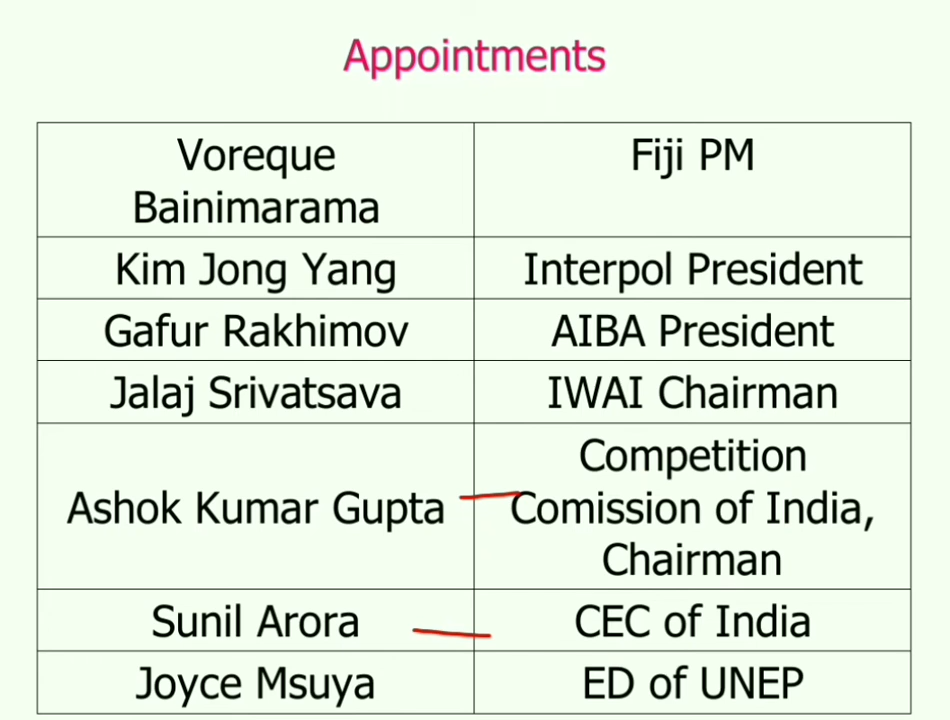 Appointments
Voreque Fiji PM
Bainimarama
Kim Jong Yang Interpol President
Gafur Rakhimov AIBA President
Jalaj Srivatsava IWAI Chairman
Competition
Ashok Kumar Gupta Comission of India,
Chairman
Sunil Arora CEC of India
Joyce Msuya ED of UNEP